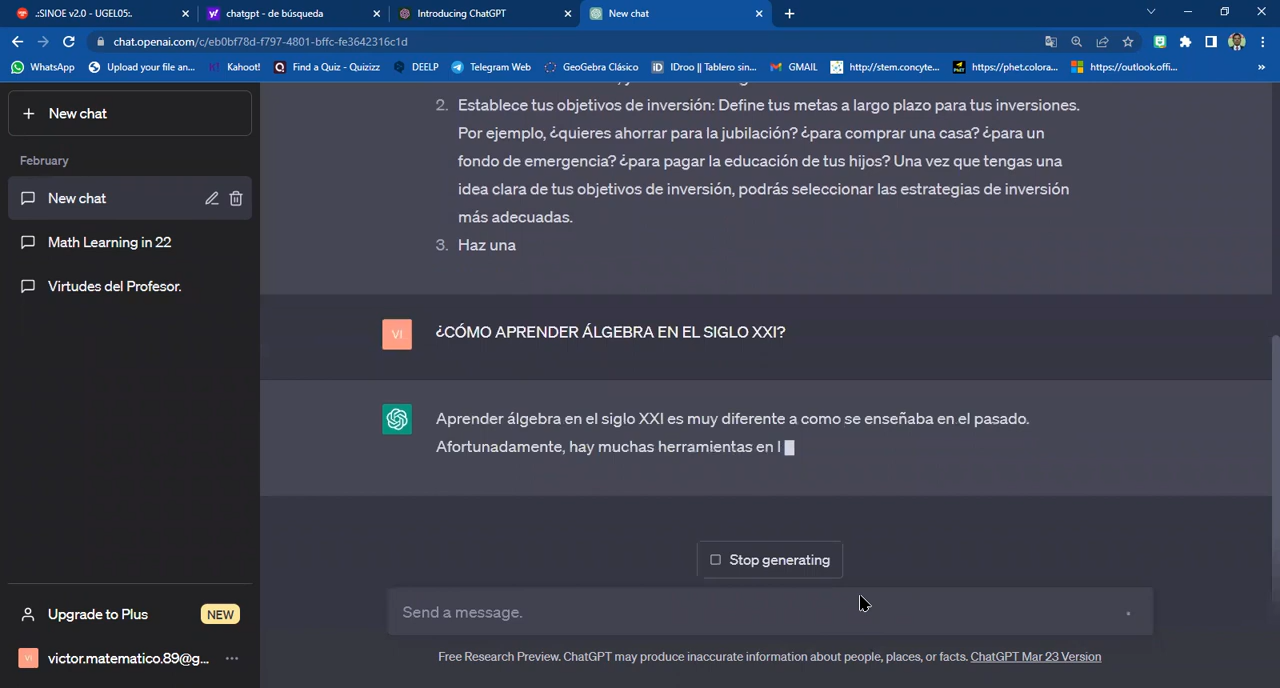 .:SINOE v2.0 - UGEL05:.
chatgpt - de búsqueda
Introducing ChatGPT
New chat
chat.openai.com/c/eb0bf78d-f797-4801-bffc-fe3642316c1d
WhatsApp
Upload your file an...
Kahoot!
Find a Quiz - Quizizz
DEELP
Telegram Web
GeoGebra Clásico
IDroo || Tablero sin...
GMAIL
http://stem.concyte...
https://phet.colora...
https://outlook.offi...
New chat
February
New chat
Math Learning in 22
Virtudes del Profesor.
Upgrade to Plus
NEW
victor.matematico.89@g...
2. Establece tus objetivos de inversión: Define tus metas a largo plazo para tus inversiones.
Por ejemplo, ¿quieres ahorrar para la jubilación? ¿para comprar una casa? ¿para un
fondo de emergencia? ¿para pagar la educación de tus hijos? Una vez que tengas una
idea clara de tus objetivos de inversión, podrás seleccionar las estrategias de inversión
más adecuadas.
3. Haz una
VI
¿CÓMO APRENDER ÁLGEBRA EN EL SIGLO XXI?
Aprender álgebra en el siglo XXI es muy diferente a como se enseñaba en el pasado.
Afortunadamente, hay muchas herramientas en l
Stop generating
Send a message.
Free Research Preview. ChatGPT may produce inaccurate information about people, places, or facts. ChatGPT Mar 23 Version